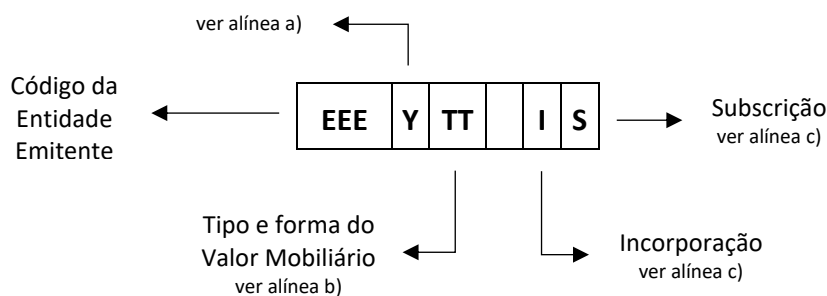 ver alínea a)
Código da
Entidade
Emitente
EEE Y TT I S
Subscrição
ver alínea c)
Tipo e forma do
Valor Mobiliário
ver alínea b)
Incorporação
ver alínea c)